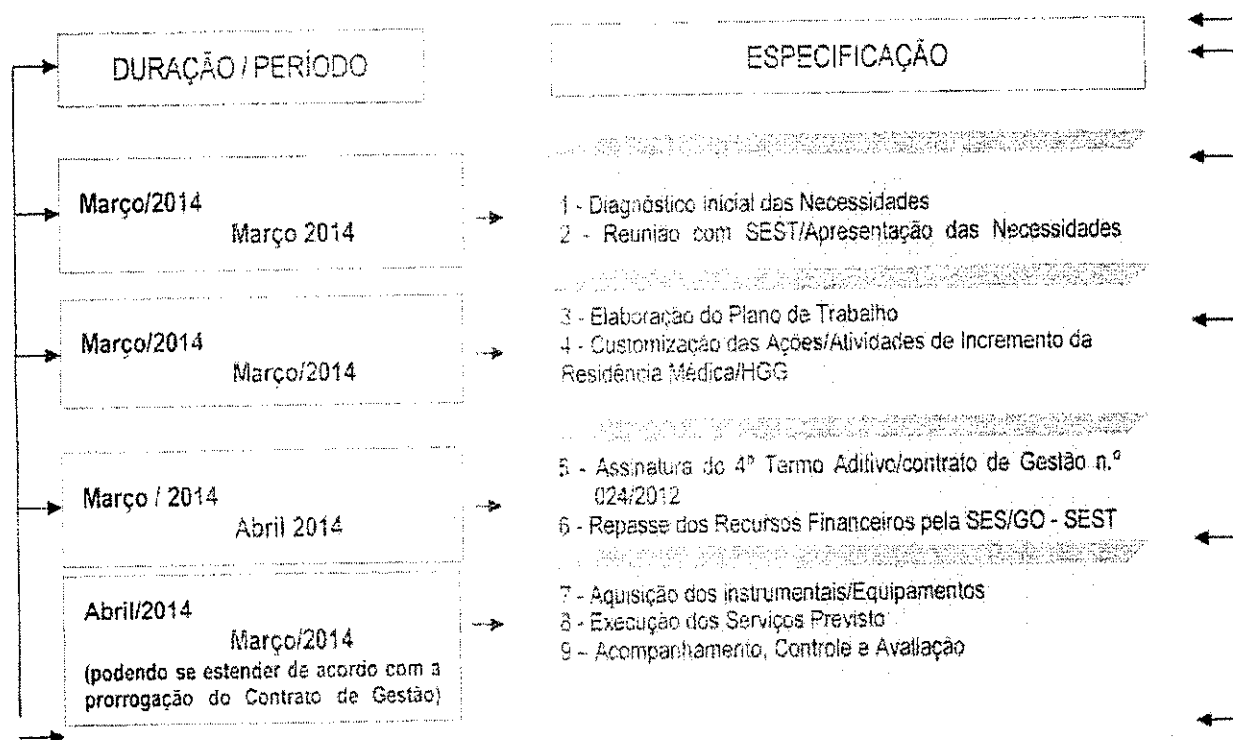 DURAÇÃO / PERÍODO
ESPECIFICAÇÃO
Março/2014
Março 2014
1 - Diagnóstico inicial das Necessidades
2 - Reunião com SEST/Apresentação das Necessidades
Março/2014
Março/2014
3 - Elaboração do Plano de Trabalho
4 - Customização das Ações/Atividades de Incremento da
Residência Médica/HGG
Março / 2014
Abril 2014
5 - Assinatura do 4º Termo Aditivo/contrato de Gestão n.º
024/2012
6 - Repasse dos Recursos Financeiros pela SES/GO - SEST
Abril/2014
Março/2014
(podendo se estender de acordo com a
prorrogação do Contrato de Gestão)
7 - Aquisição dos instrumentais/Equipamentos
8 - Execução dos Serviços Previsto
9 - Acompanhamento, Controle e Avaliação